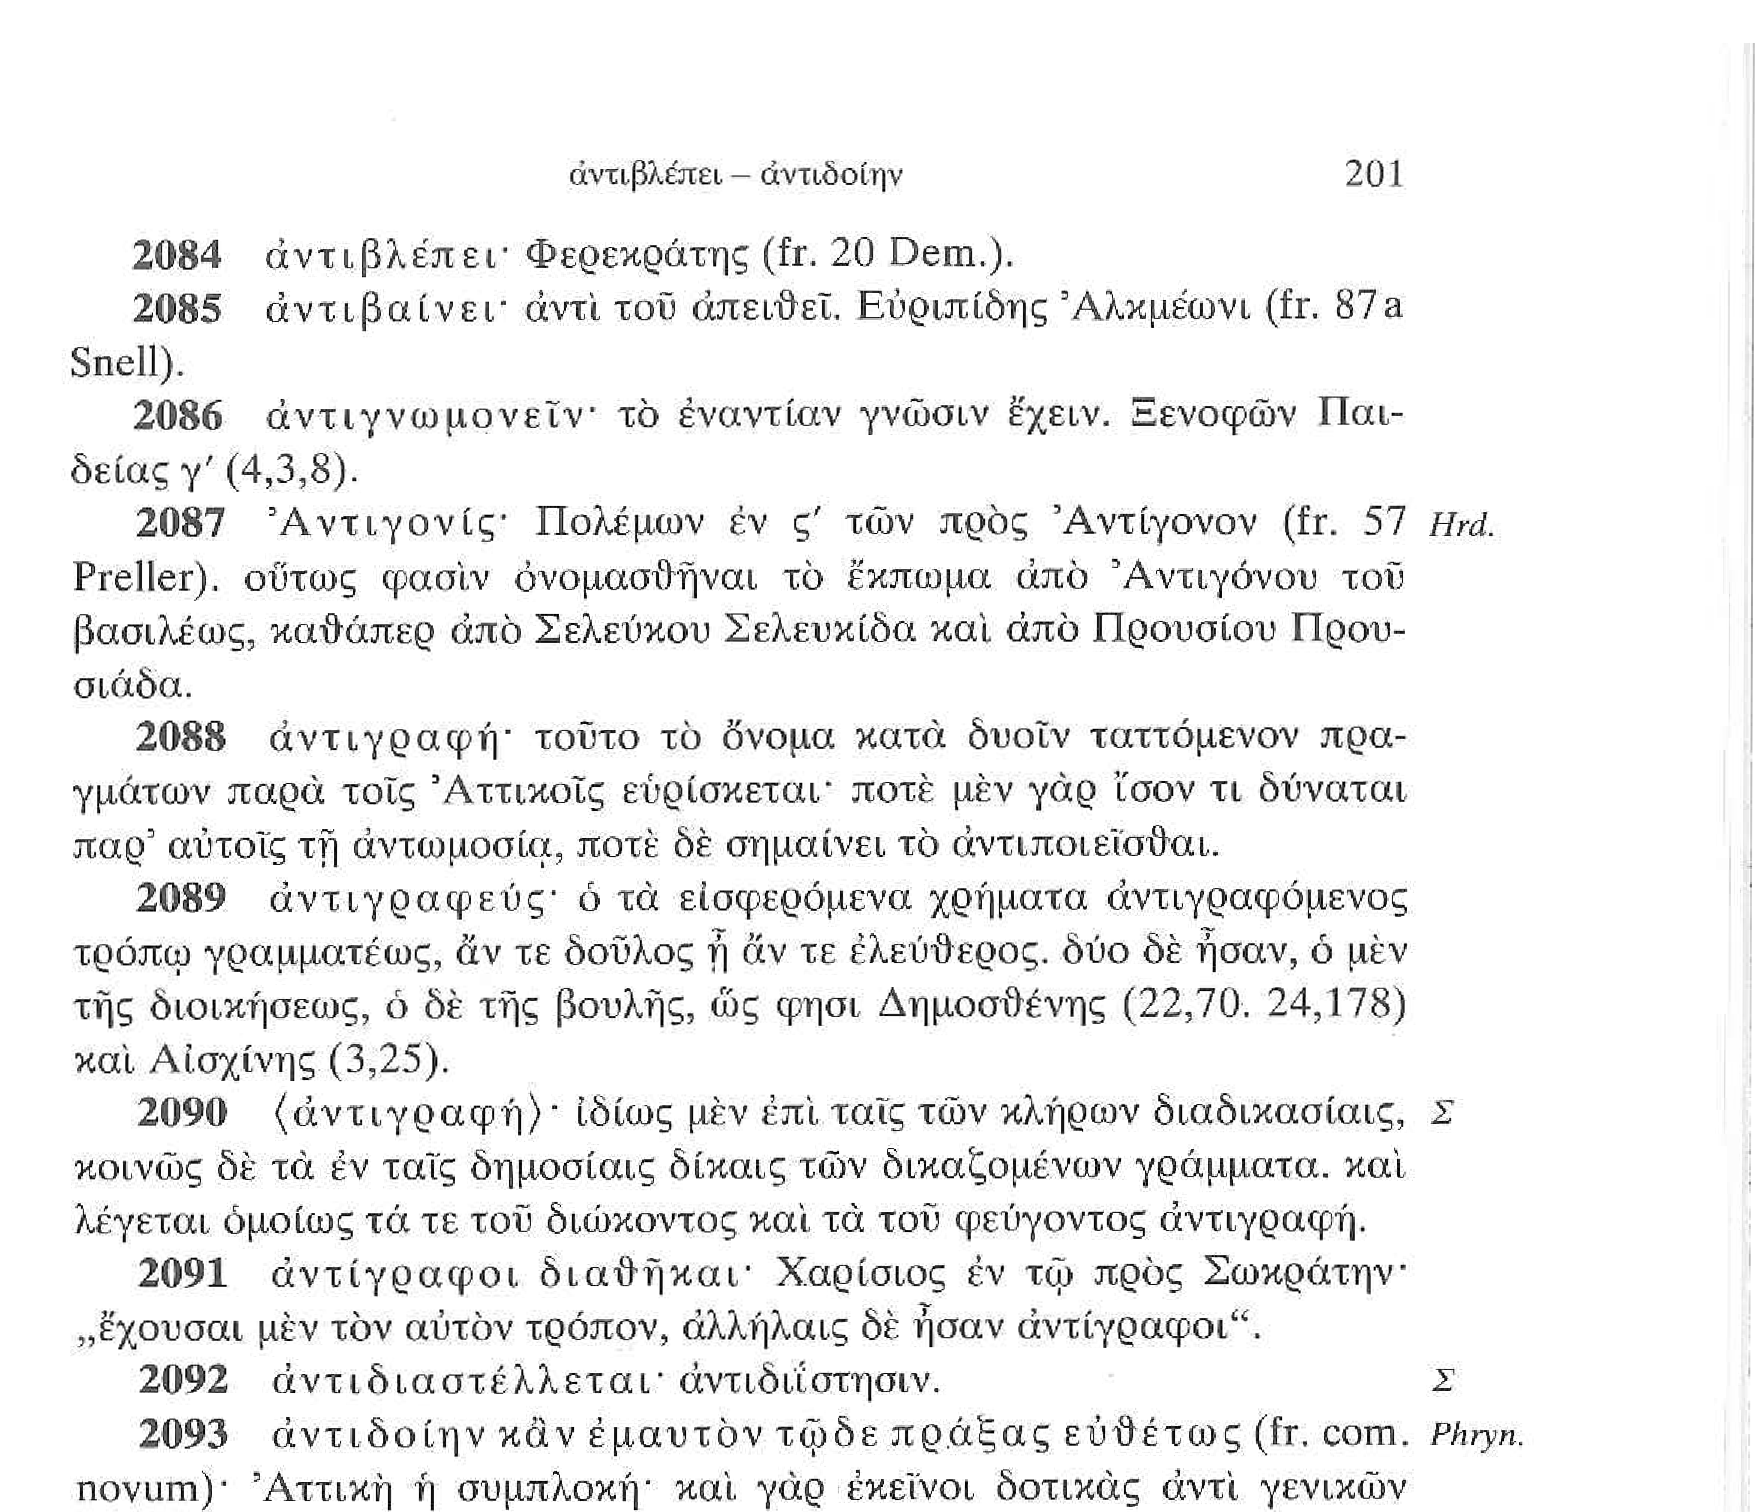 ἀντιβλέπει – ἀντιδοίην 201
2084 ἀντιβλέπει· Φερεκράτης (fr. 20 Dem.).
2085 ἀντιβαίνει· ἀντὶ τοῦ ἀπειθεῖ. Εὐριπίδης Ἀλκμέωνι (fr. 87a
Snell).
2086 ἀντιγνωμονεῖν· τὸ ἐναντίαν γνῶσιν ἔχειν. Ξενοφῶν Παι-
δείας γʹ (4,3,8).
2087 Ἀντιγονίς· Πολέμων ἐν ςʹ τῶν πρὸς Ἀντίγονον (fr. 57 Hrd.
Preller). οὕτως φασὶν ὀνομασθῆναι τὸ ἔκπωμα ἀπὸ Ἀντιγόνου τοῦ
βασιλέως, καθάπερ ἀπὸ Σελεύκου Σελευκίδα καὶ ἀπὸ Προυσίου Πρου-
σιάδα.
2088 ἀντιγραφή· τοῦτο τὸ ὄνομα κατὰ δυοῖν ταττόμενον πρα-
γμάτων παρὰ τοῖς Ἀττικοῖς εὑρίσκεται· ποτὲ μὲν γὰρ ἴσον τι δύναται
παρ’ αὐτοῖς τῇ ἀντωμοσίᾳ, ποτὲ δὲ σημαίνει τὸ ἀντιποιεῖσθαι.
2089 ἀντιγραφεύς· ὁ τὰ εἰσφερόμενα χρήματα ἀντιγραφόμενος
τρόπῳ γραμματέως, ἄν τε δοῦλος ᾖ ἄν τε ἐλεύθερος. δύο δὲ ἦσαν, ὁ μὲν
τῆς διοικήσεως, ὁ δὲ τῆς βουλῆς, ὥς φησι Δημοσθένης (22,70. 24,178)
καὶ Αἰσχίνης (3,25).
2090 ⟨ἀντιγραφή⟩· ἰδίως μὲν ἐπὶ ταῖς τῶν κλήρων διαδικασίαις, Σ
κοινῶς δὲ τὰ ἐν ταῖς δημοσίαις δίκαις τῶν δικαζομένων γράμματα. καὶ
λέγεται ὁμοίως τά τε τοῦ διώκοντος καὶ τὰ τοῦ φεύγοντος ἀντιγραφή.
2091 ἀντίγραφοι διαθῆκαι· Χαρίσιος ἐν τῷ πρὸς Σωκράτην·
„ἔχουσαι μὲν τὸν αὐτὸν τρόπον, ἀλλήλαις δὲ ἦσαν ἀντίγραφοι“.
2092 ἀντιδιαστέλλεται· ἀντιδιΐστησιν. Σ
2093 ἀντιδοίην κἂν ἐμαυτὸν τῷδε πράξας εὐθέτως (fr. com. Phryn.
novum)· Ἀττικὴ ἡ συμπλοκή· καὶ γὰρ ἐκεῖνοι δοτικὰς ἀντὶ γενικῶν